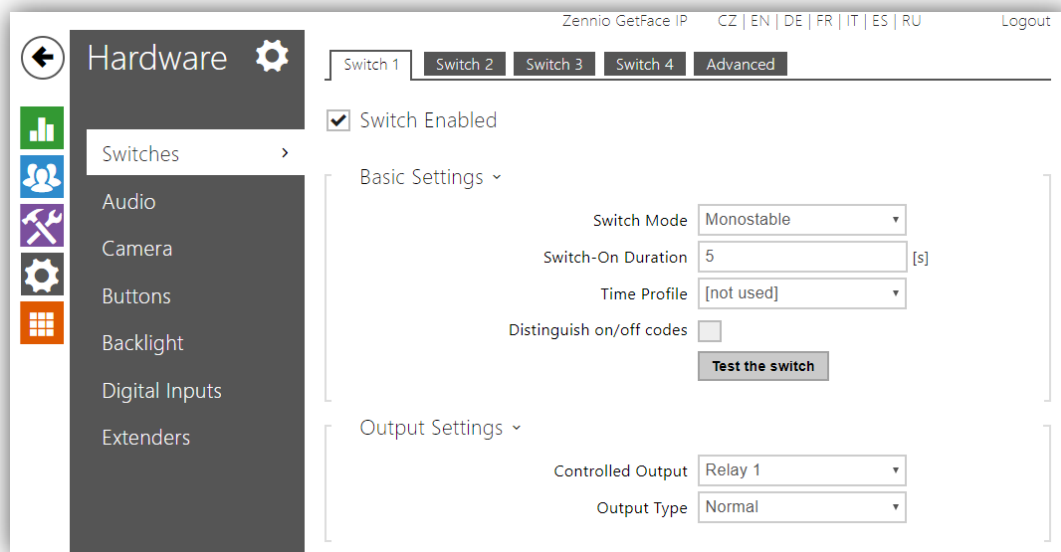 Zennio GetFace IP CZ | EN | DE | FR | IT | ES | RU Logout
Hardware
Switch 1 Switch 2 Switch 3 Switch 4 Advanced
Switch Enabled
Switches
Audio
Camera
Buttons
Backlight
Digital Inputs
Extenders
Basic Settings
Switch Mode Monostable
Switch-On Duration 5 [s]
Time Profile [not used]
Distinguish on/off codes
Test the switch
Output Settings
Controlled Output Relay 1
Output Type Normal